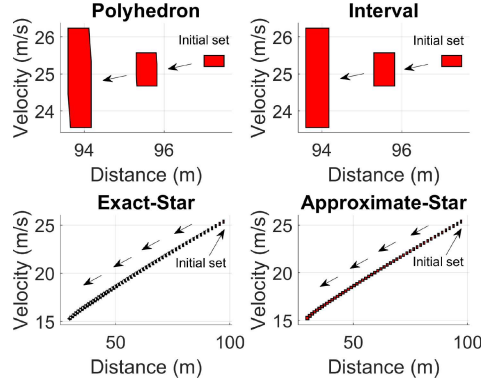 Polyhedron
Velocity (m/s)
26
25
24
Initial set
94
96
Distance (m)
Interval
Velocity (m/s)
26
25
24
Initial set
94
96
Distance (m)
Exact-Star
Velocity (m/s)
25
20
15
Initial set
50
100
Distance (m)
Approximate-Star
Velocity (m/s)
25
20
15
Initial set
50
100
Distance (m)